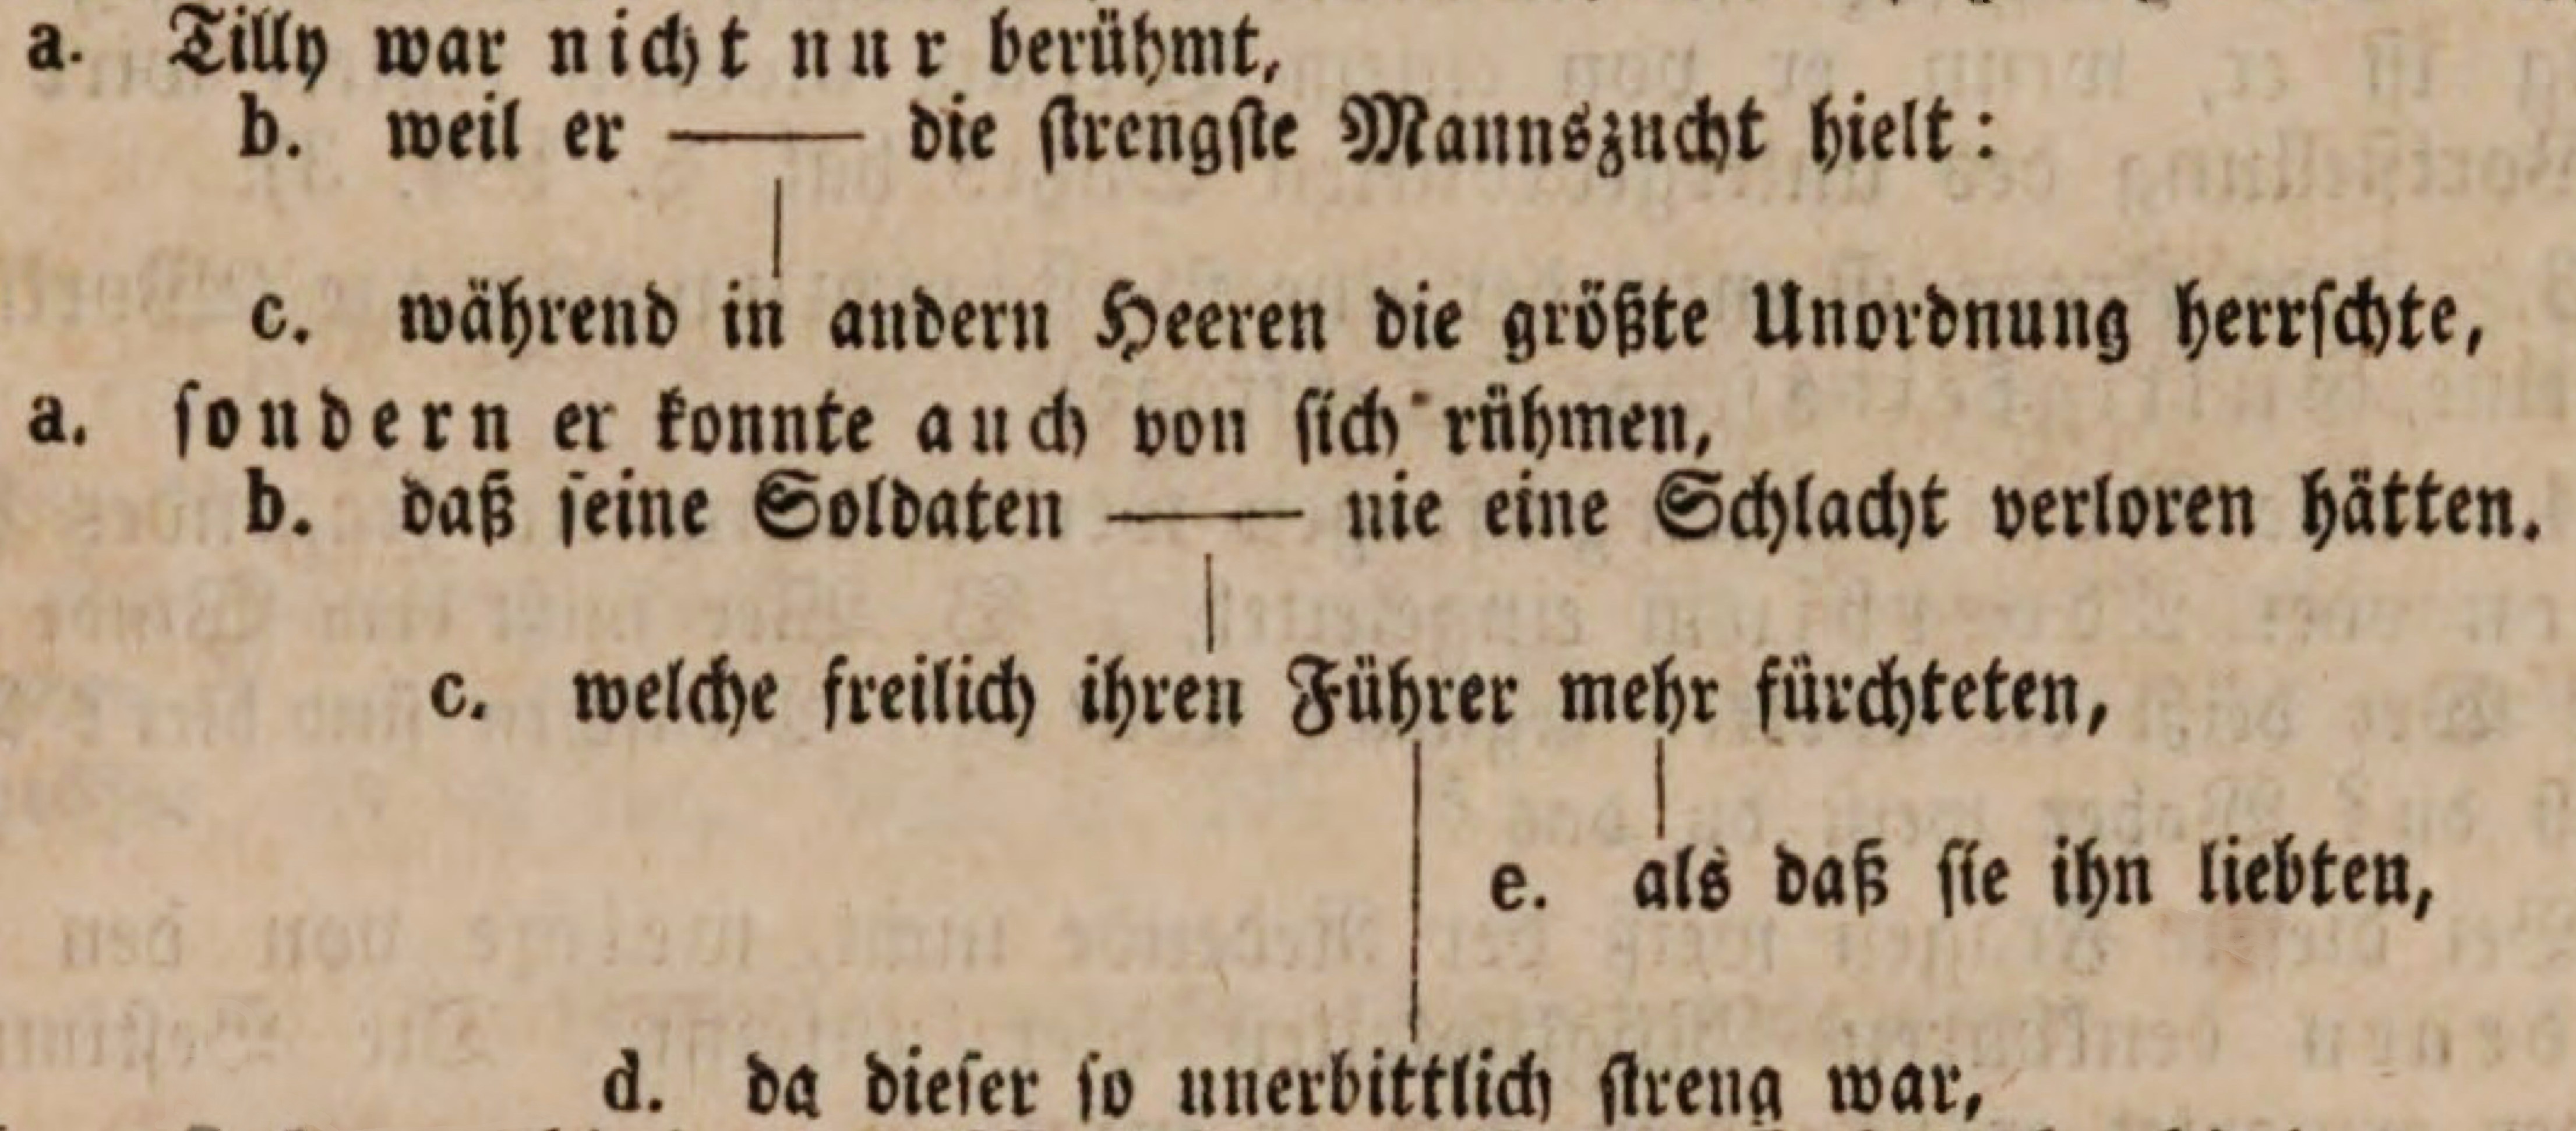 a. Tilly war nicht nur berühmt,
b. weil er —— die ſtrengſte Mannszucht hielt:
c. während in andern Heeren die größte Unordnung herrſchte,
a. ſondern er konnte auch von ſich rühmen,
b. daß ſeine Soldaten —— nie eine Schlacht verloren hätten.
c. welche freilich ihren Führer mehr fürchteten,
e. als daß ſie ihn liebten,
d. da dieſer ſo unerbittlich ſtreng war,